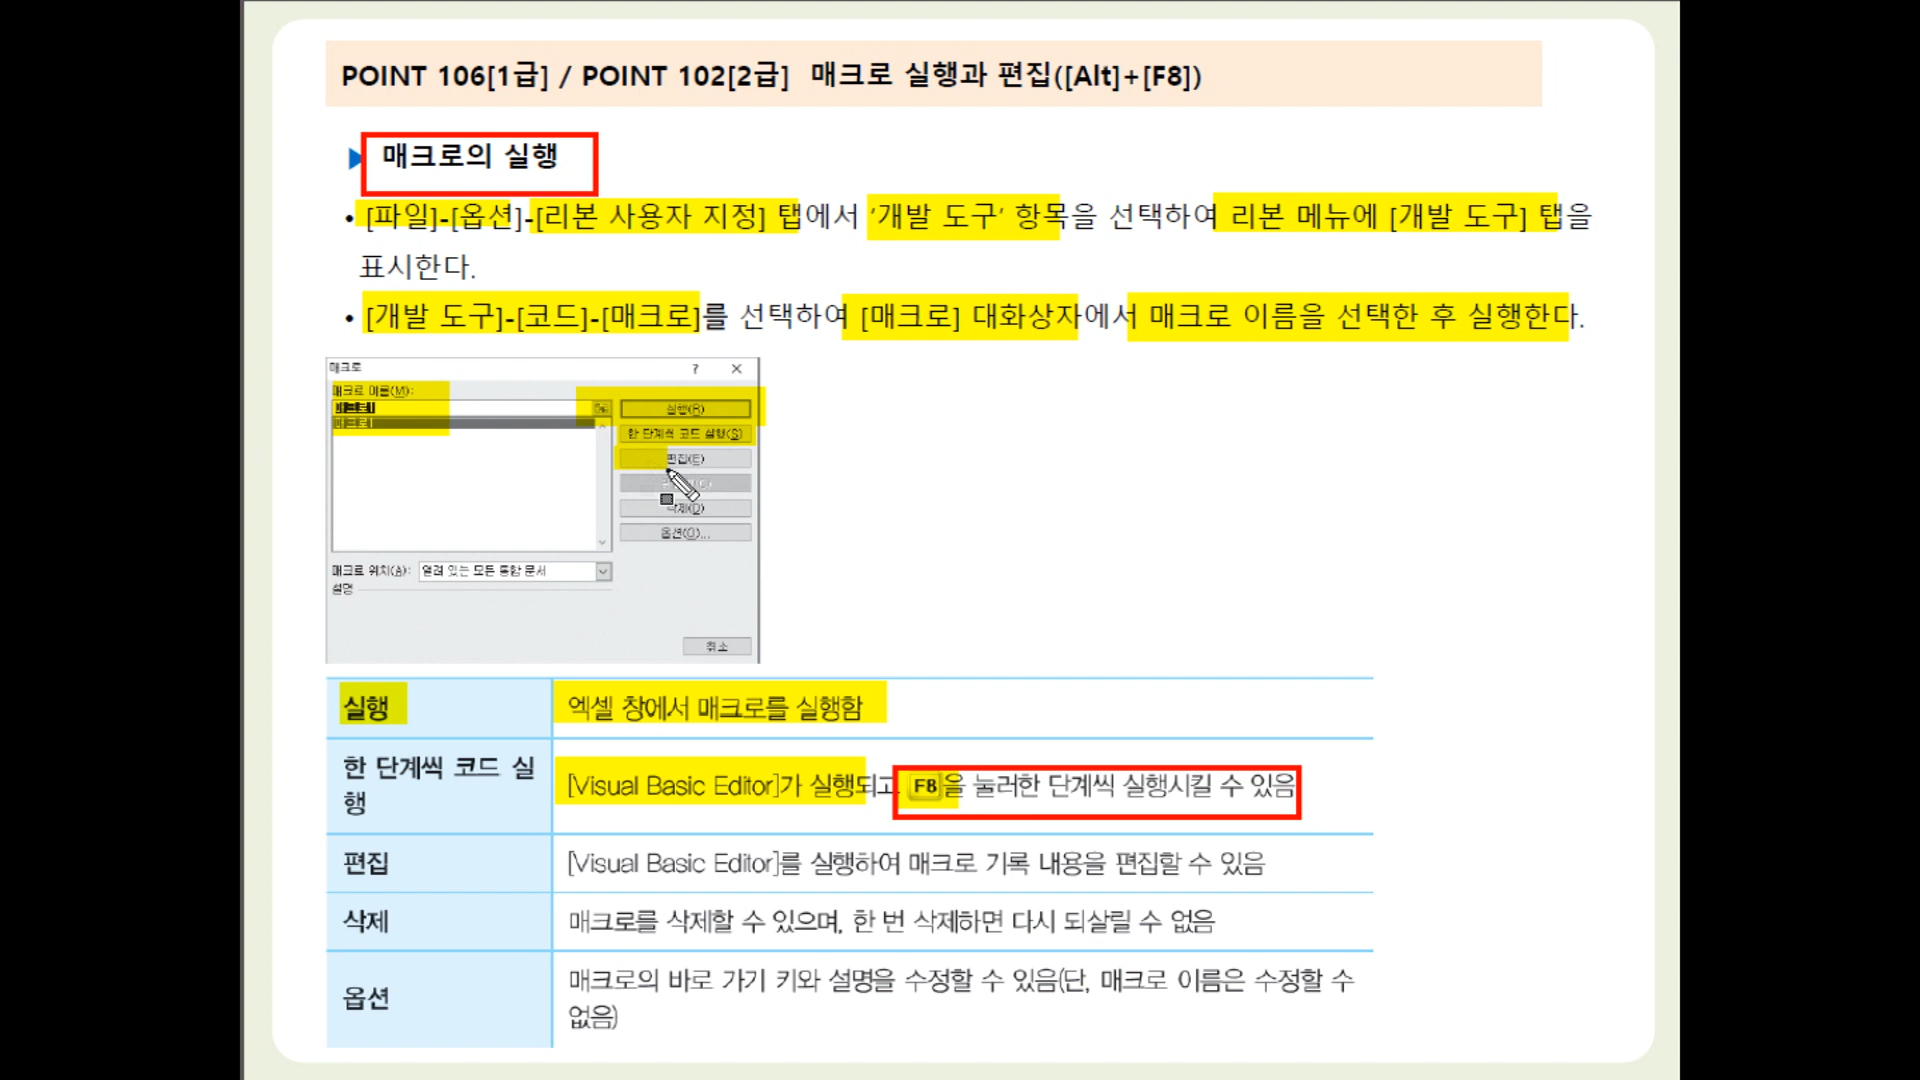 POINT 106[1급] / POINT 102[2급] 매크로 실행과 편집([Alt]+[F8])
매크로의 실행
• [파일]-[옵션]-[리본 사용자 지정] 탭에서 ‘개발 도구’ 항목을 선택하여 리본 메뉴에 [개발 도구] 탭을
표시한다.
• [개발 도구]-[코드]-[매크로]를 선택하여 [매크로] 대화상자에서 매크로 이름을 선택한 후 실행한다.
매크로
매크로 이름(M):
매크로1
매크로1
실행(R)
한 단계씩 코드 실행(S)
편집(E)
삭제(D)
옵션(O)...
매크로 위치(A): 열려 있는 모든 통합 문서
설명
취소
실행 엑셀 창에서 매크로를 실행함
한 단계씩 코드 실
행
[Visual Basic Editor]가 실행되고 F8을 눌러한 단계씩 실행시킬 수 있음
편집 [Visual Basic Editor]를 실행하여 매크로 기록 내용을 편집할 수 있음
삭제 매크로를 삭제할 수 있으며, 한 번 삭제하면 다시 되살릴 수 없음
옵션
매크로의 바로 가기 키와 설명을 수정할 수 있음(단, 매크로 이름은 수정할 수
없음)